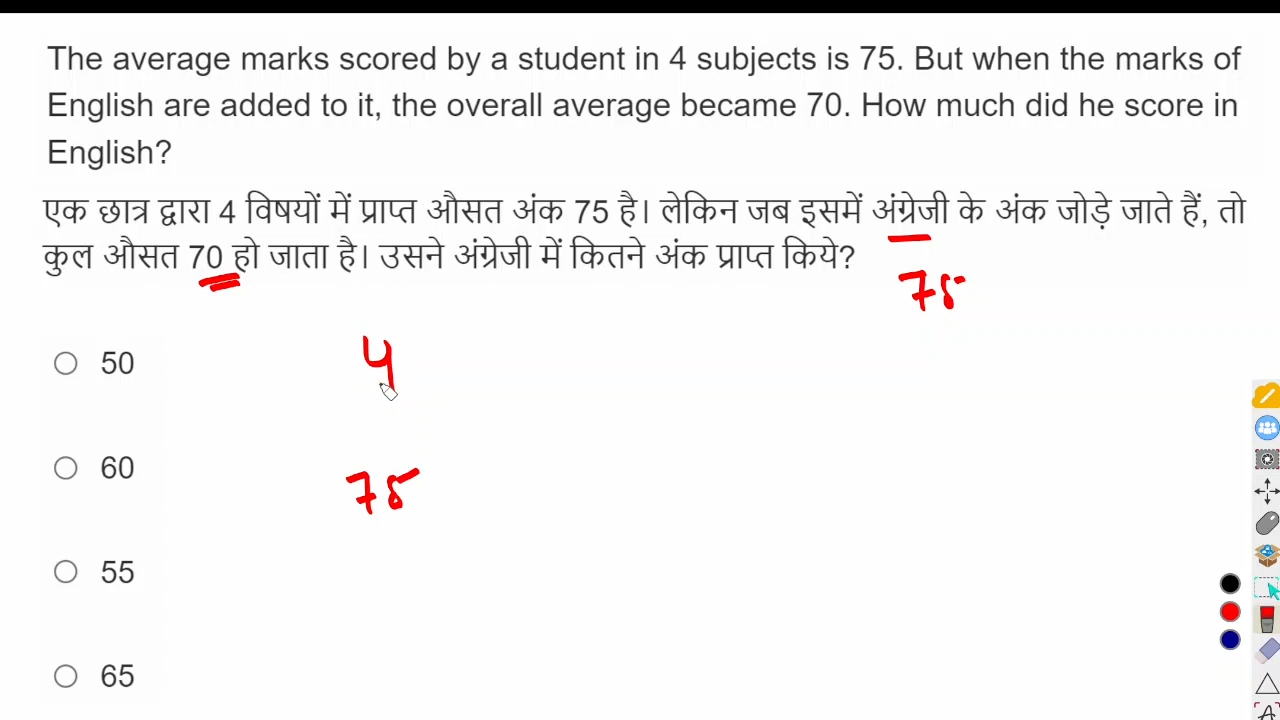 The average marks scored by a student in 4 subjects is 75. But when the marks of
English are added to it, the overall average became 70. How much did he score in
English?
एक छात्र द्वारा 4 विषयों में प्राप्त औसत अंक 75 है। लेकिन जब इसमें अंग्रेजी के अंक जोड़े जाते हैं, तो
कुल औसत 70 हो जाता है। उसने अंग्रेजी में कितने अंक प्राप्त किये?
75
50
4
60
75
55
65